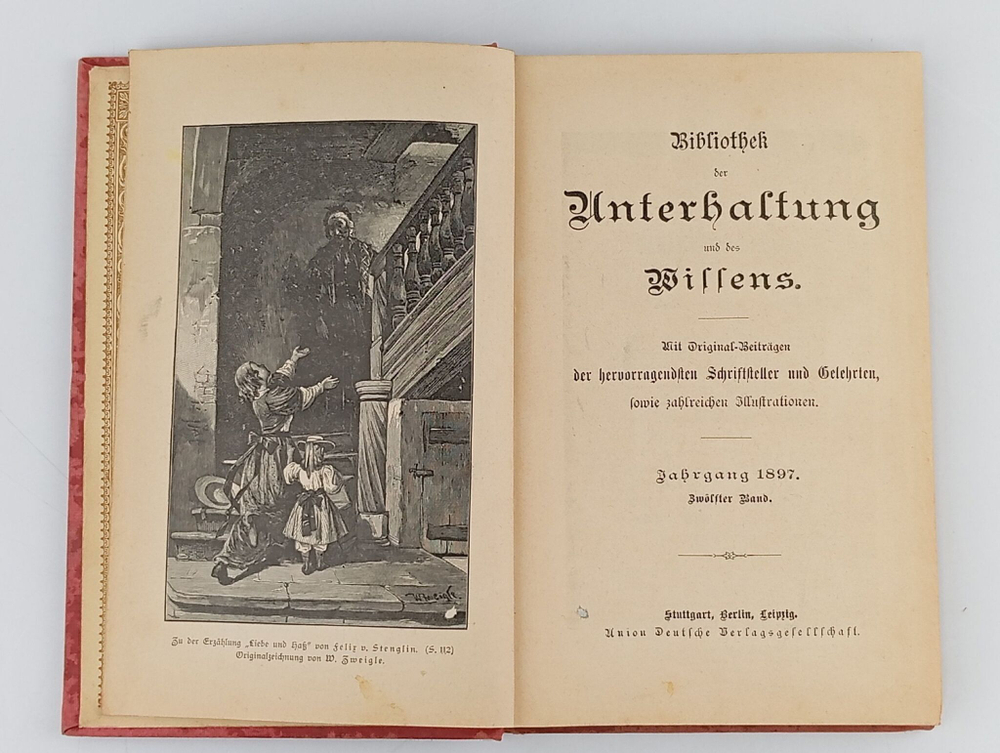 W. Zweigle
Zu der Erzählung „Liebe und Haß“ von Felix v. Stenglin. (S. 112)
Originalzeichnung von W. Zweigle.
Bibliothek
der
Unterhaltung
und des
Wissens.
Mit Original-Beiträgen
der hervorragendsten Schriftsteller und Gelehrten,
sowie zahlreichen Illustrationen.
Jahrgang 1897.
Zwölfter Band.
Stuttgart, Berlin, Leipzig.
Union Deutsche Verlagsgesellschaft.